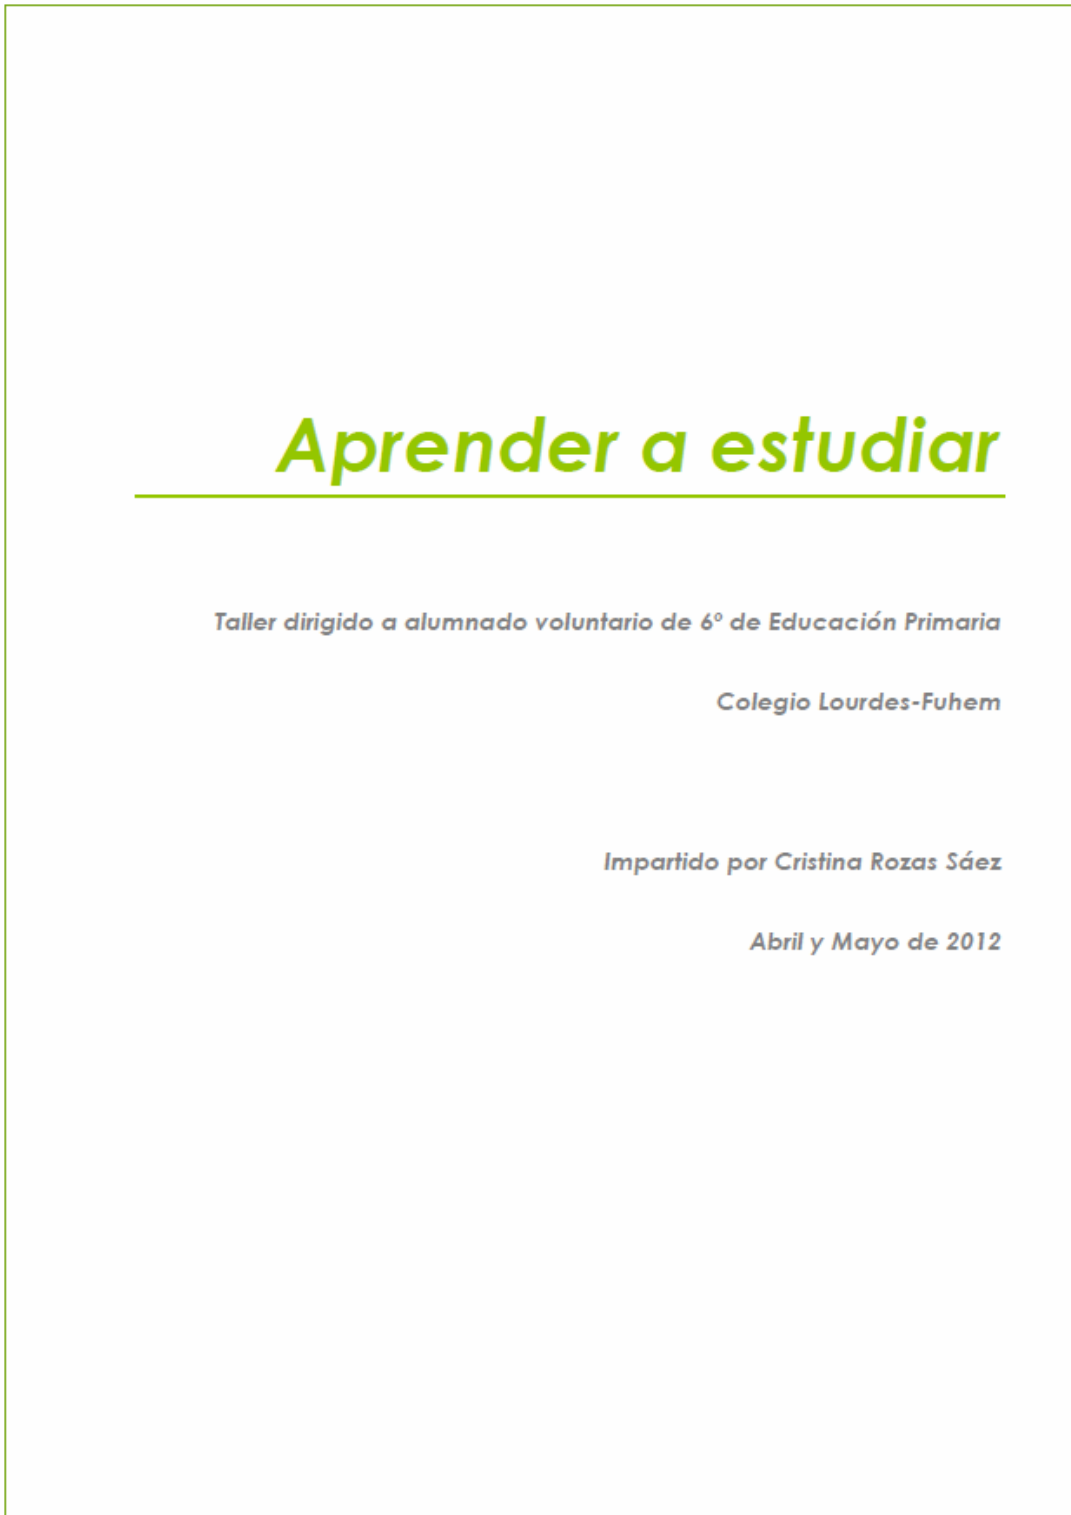 Aprender a estudiar
Taller dirigido a alumnado voluntario de 6º de Educación Primaria
Colegio Lourdes-Fuhem
Impartido por Cristina Rozas Sáez
Abril y Mayo de 2012